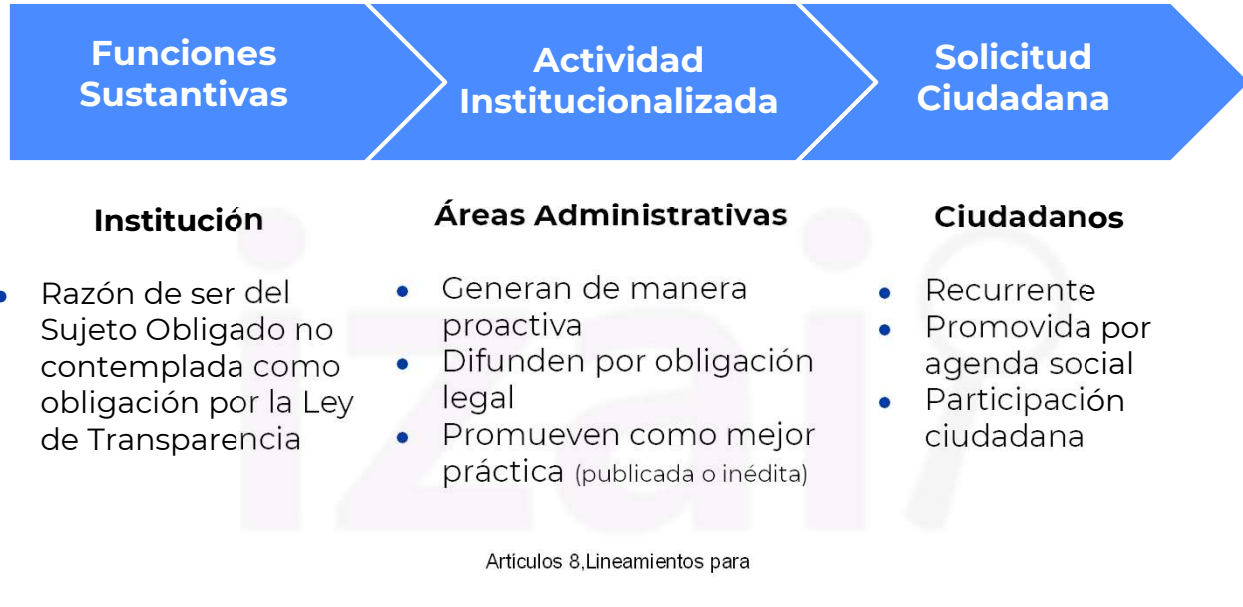 Funciones
Sustantivas
Actividad
Institucionalizada
Solicitud
Ciudadana
Institución
• Razón de ser del
Sujeto Obligado no
contemplada como
obligación por la Ley
de Transparencia
Áreas Administrativas
• Generan de manera
proactiva
• Difunden por obligación
legal
• Promueven como mejor
práctica (publicada o inédita)
Ciudadanos
• Recurrente
• Promovida por
agenda social
• Participación
ciudadana
izai
Articulos 8,Lineamientos para